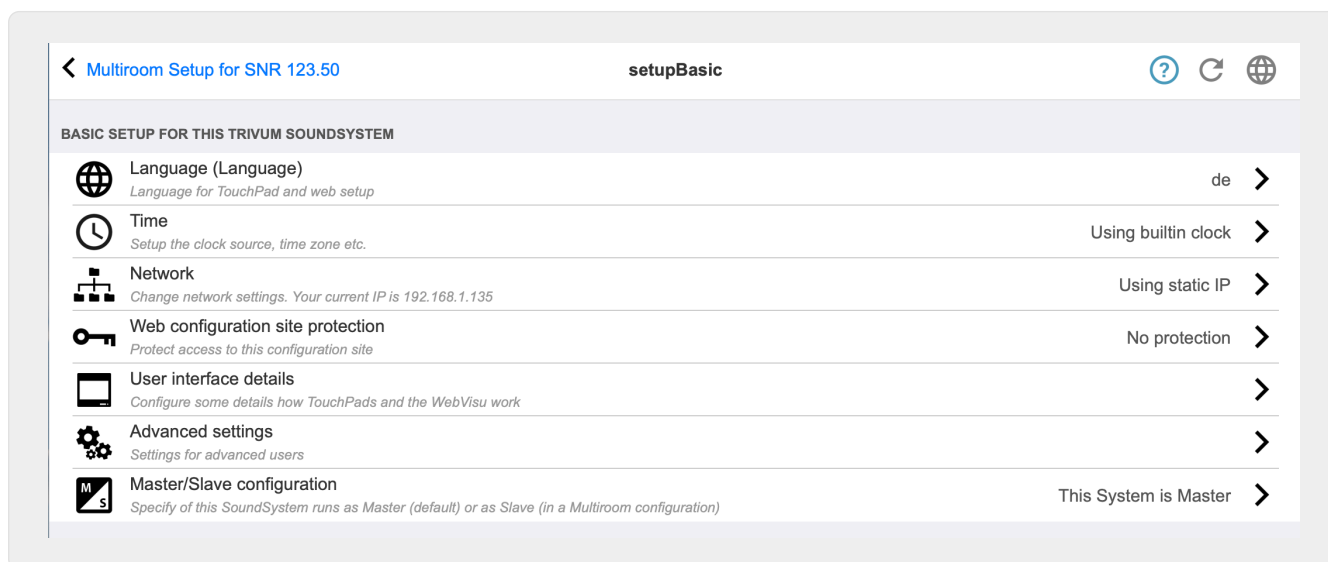 Multiroom Setup for SNR 123.50 setupBasic ?
BASIC SETUP FOR THIS TRIVUM SOUNDSYSTEM
Language (Language)
Language for TouchPad and web setup
de
Time
Setup the clock source, time zone etc.
Using builtin clock
Network
Change network settings. Your current IP is 192.168.1.135
Using static IP
Web configuration site protection
Protect access to this configuration site
No protection
User interface details
Configure some details how TouchPads and the WebVisu work
Advanced settings
Settings for advanced users
M
S
Master/Slave configuration
Specify of this SoundSystem runs as Master (default) or as Slave (in a Multiroom configuration)
This System is Master